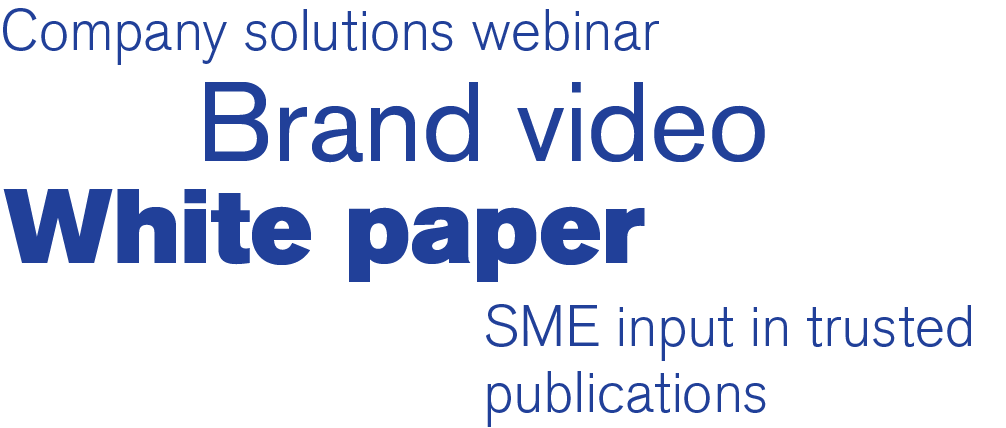 Company solutions webinar
Brand video
White paper
SME input in trusted
publications